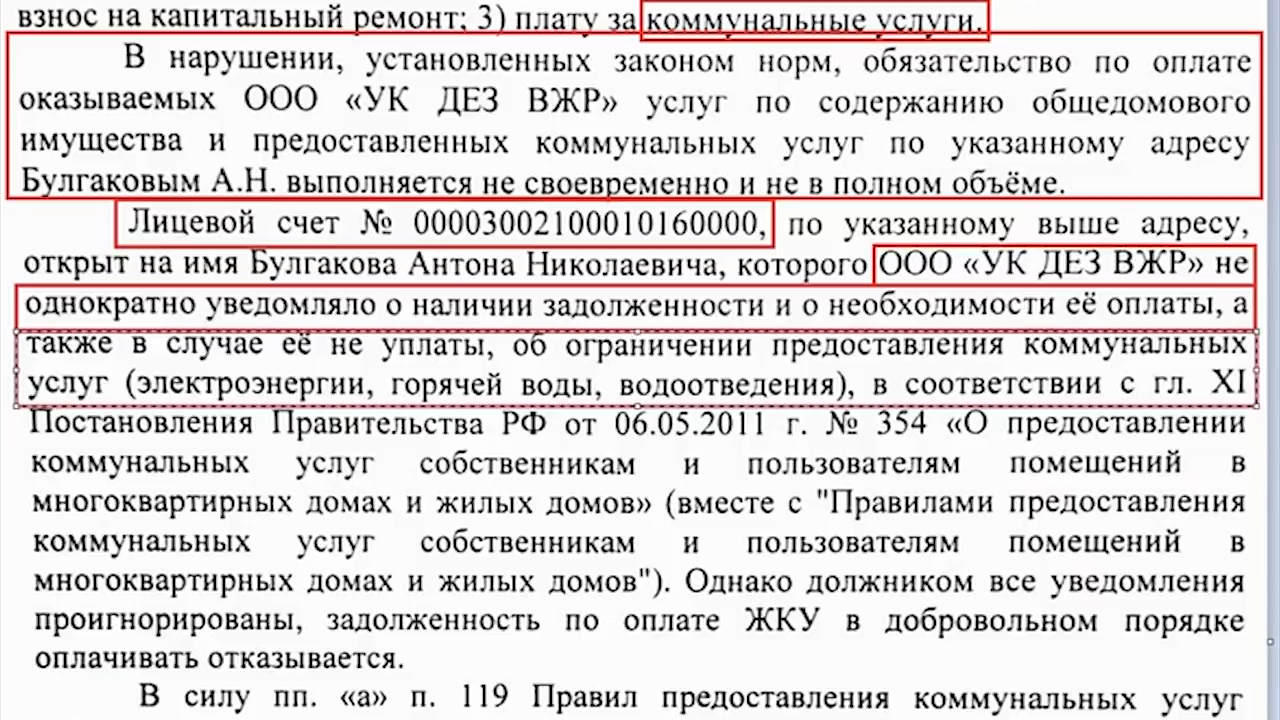 взнос на капитальный ремонт; 3) плату за коммунальные услуги.
В нарушении, установленных законом норм, обязательство по оплате
оказываемых ООО «УК ДЕЗ ВЖР» услуг по содержанию общедомового
имущества и предоставленных коммунальных услуг по указанному адресу
Булгаковым А.Н. выполняется не своевременно и не в полном объёме.
Лицевой счет № 00003002100010160000, по указанному выше адресу,
открыт на имя Булгакова Антона Николаевича, которого ООО «УК ДЕЗ ВЖР» не
однократно уведомляло о наличии задолженности и о необходимости её оплаты, а
также в случае её не уплаты, об ограничении предоставления коммунальных
услуг (электроэнергии, горячей воды, водоотведения), в соответствии с гл. XI
Постановления Правительства РФ от 06.05.2011 г. № 354 «О предоставлении
коммунальных услуг собственникам и пользователям помещений в
многоквартирных домах и жилых домов» (вместе с "Правилами предоставления
коммунальных услуг собственникам и пользователям помещений в
многоквартирных домах и жилых домов"). Однако должником все уведомления
проигнорированы, задолженность по оплате ЖКУ в добровольном порядке
оплачивать отказывается.
В силу пп. «а» п. 119 Правил предоставления коммунальных услуг